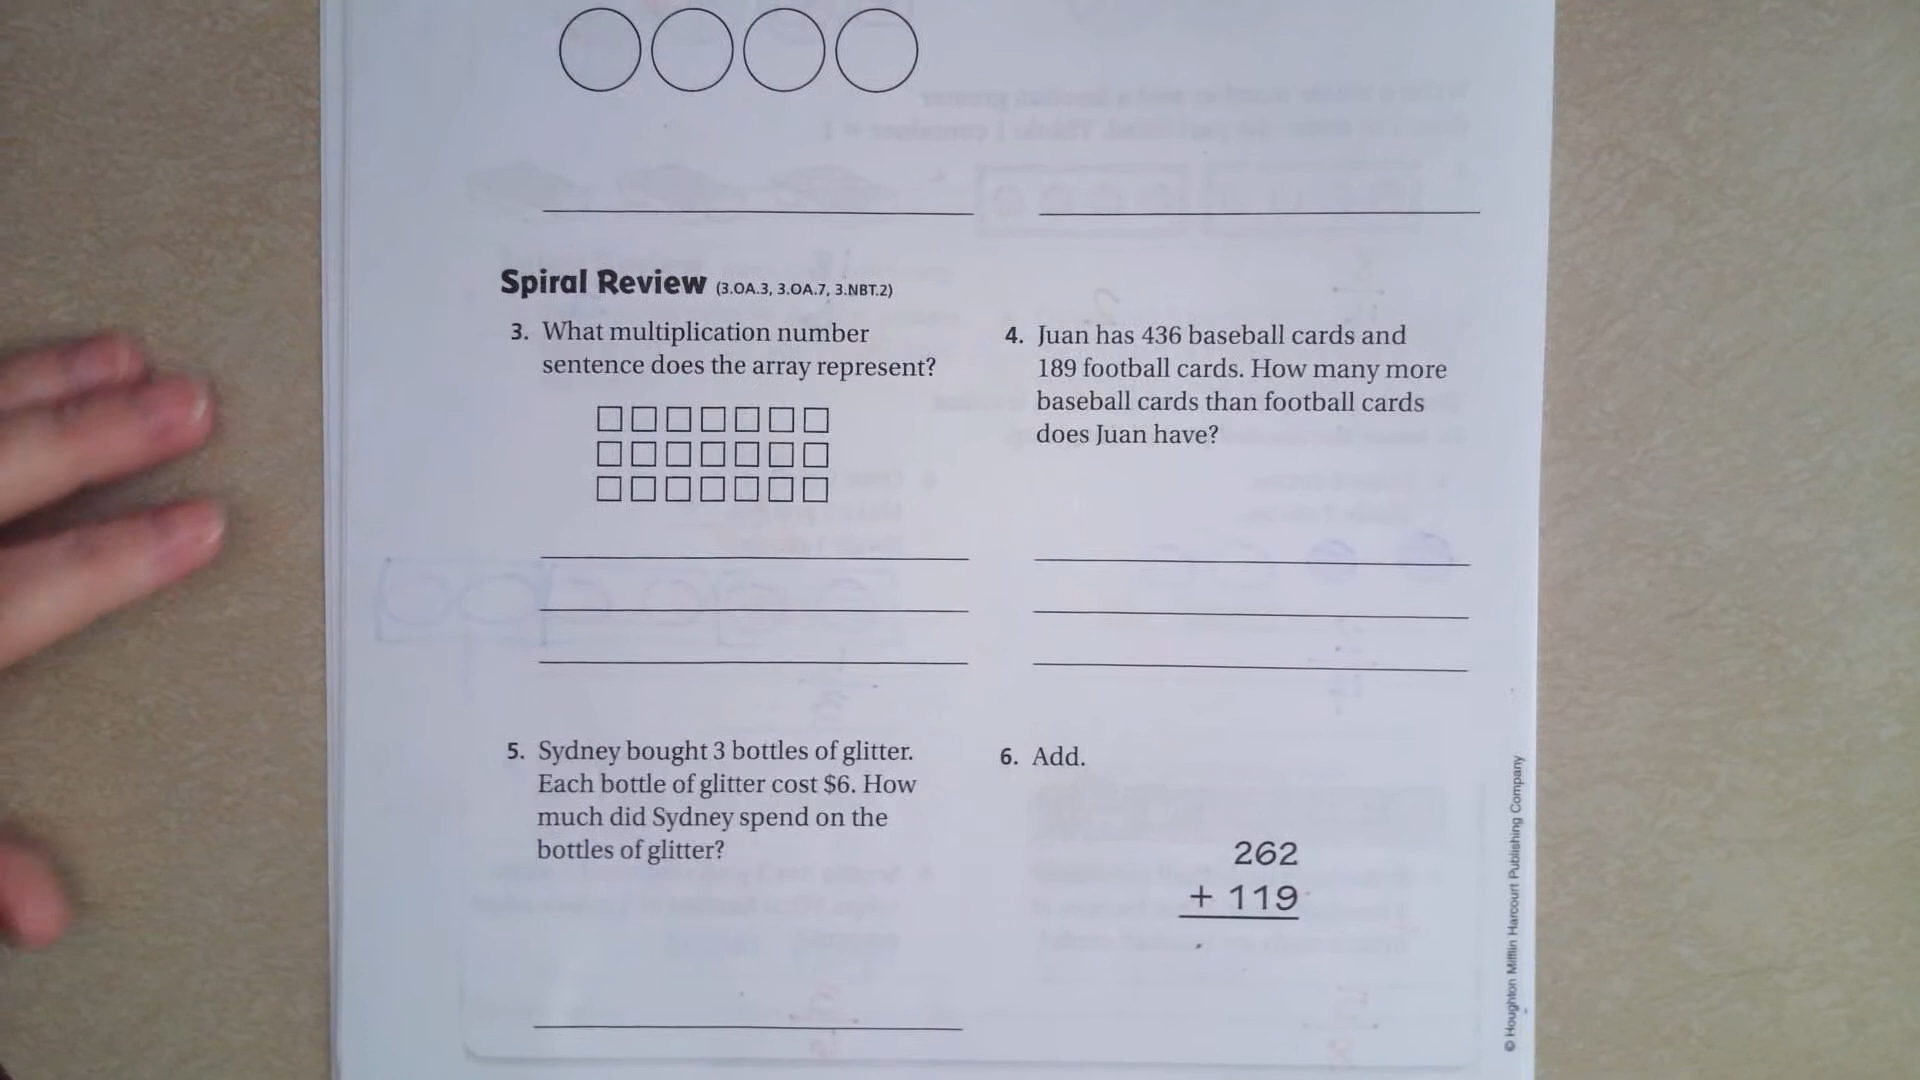 Spiral Review (3.OA.3, 3.OA.7, 3.NBT.2)
3. What multiplication number
sentence does the array represent?
4. Juan has 436 baseball cards and
189 football cards. How many more
baseball cards than football cards
does Juan have?
5. Sydney bought 3 bottles of glitter.
Each bottle of glitter cost $6. How
much did Sydney spend on the
bottles of glitter?
6. Add.
262
+ 119
© Houghton Mifflin Harcourt Publishing Company